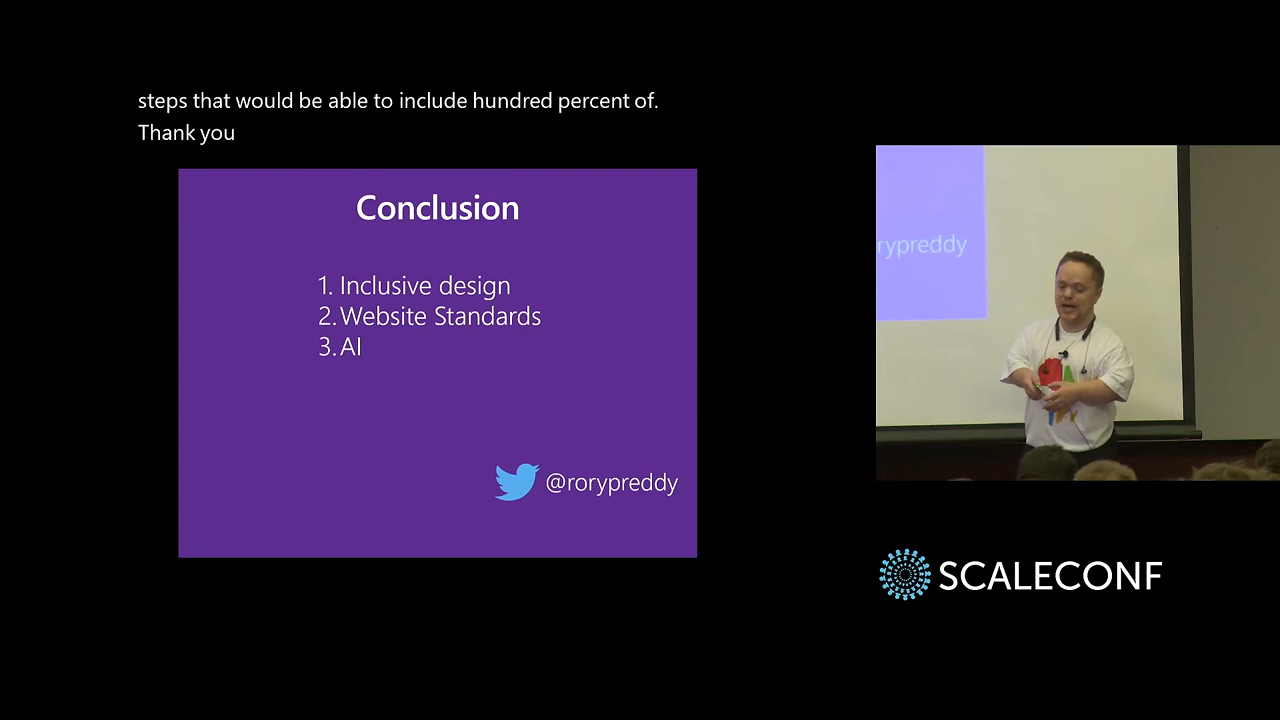 steps that would be able to include hundred percent of.
Thank you
Conclusion
1. Inclusive design
2. Website Standards
3. AI
@rorypreddy
rypreddy
SCALECONF